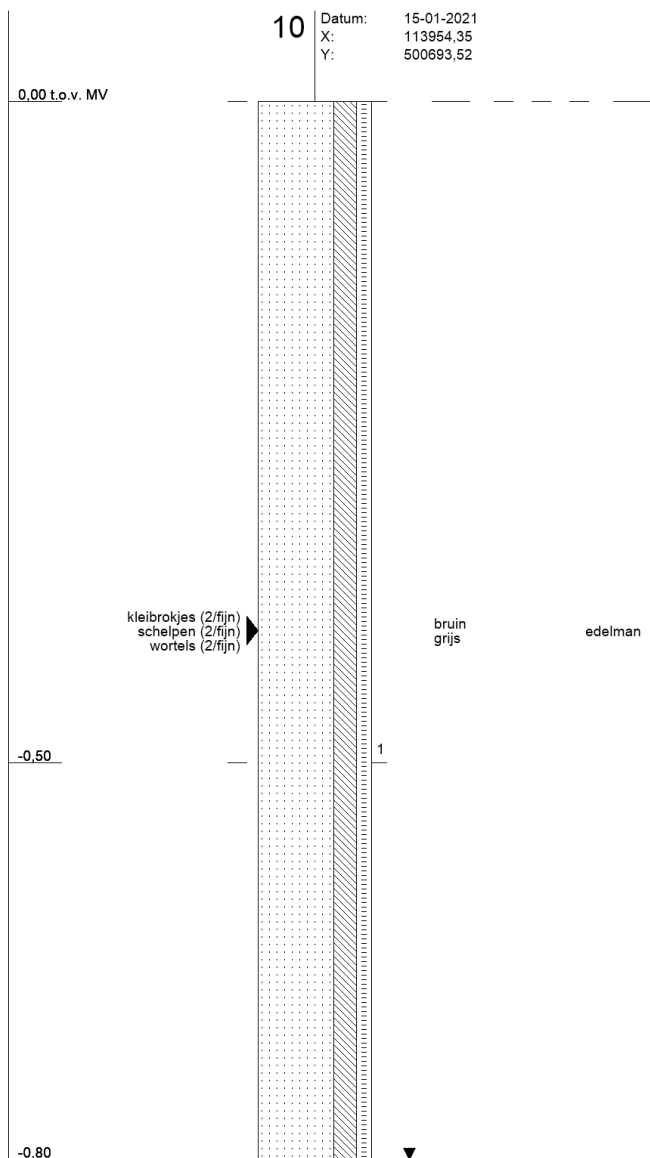 10
Datum: 15-01-2021
X: 113954,35
Y: 500693,52
0,00 t.o.v. MV
kleibrokjes (2/fijn)
schelpen (2/fijn)
wortels (2/fijn)
bruin
grijs
edelman
-0,50
1
-0,80